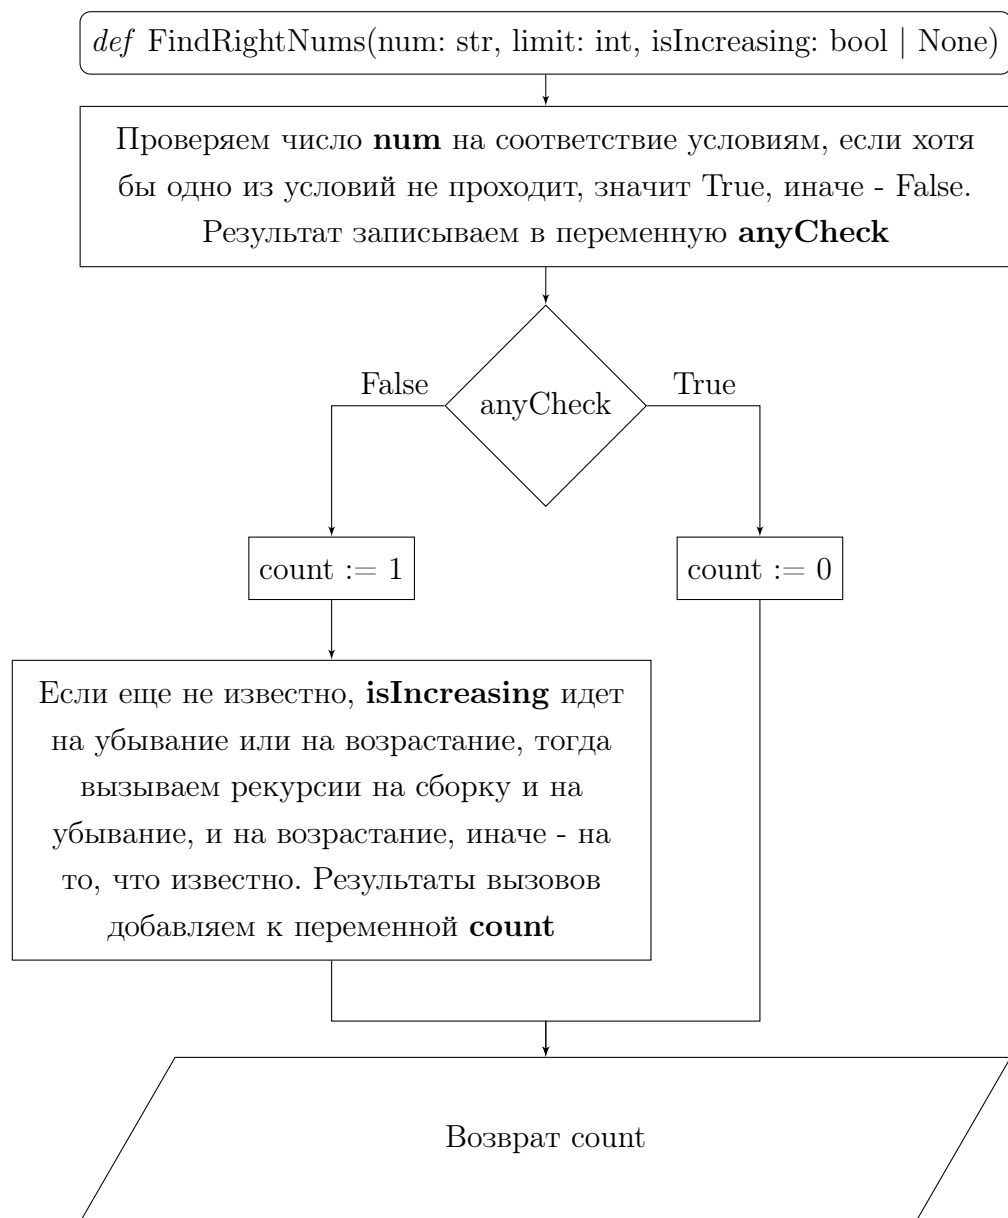 def FindRightNums(num: str, limit: int, isIncreasing: bool | None)
Проверяем число num на соответствие условиям, если хотя
бы одно из условий не проходит, значит True, иначе - False.
Результат записываем в переменную anyCheck
False
anyCheck
True
count := 1
count := 0
Если еще не известно, isIncreasing идет
на убывание или на возрастание, тогда
вызываем рекурсии на сборку и на
убывание, и на возрастание, иначе - на
то, что известно. Результаты вызовов
добавляем к переменной count
Возврат count